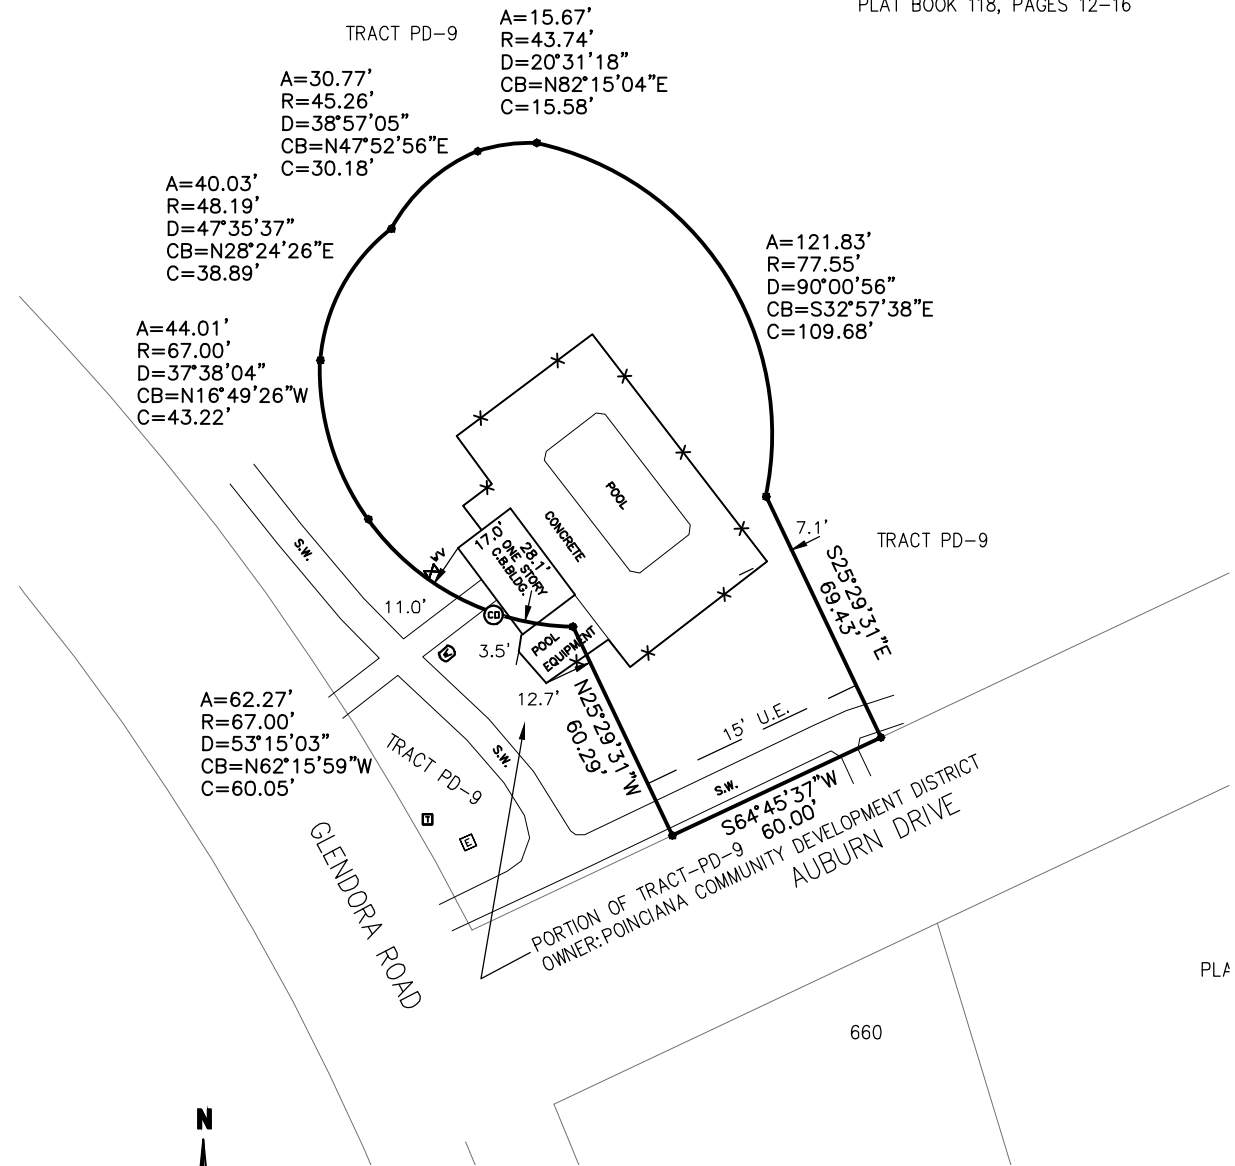 PLAT BOOK 118, PAGES 12-16
TRACT PD-9
A=15.67'
R=43.74'
D=20°31'18"
CB=N82°15'04"E
C=15.58'
A=30.77'
R=45.26'
D=38°57'05"
CB=N47°52'56"E
C=30.18'
A=40.03'
R=48.19'
D=47°35'37"
CB=N28°24'26"E
C=38.89'
A=121.83'
R=77.55'
D=90°00'56"
CB=S32°57'38"E
C=109.68'
A=44.01'
R=67.00'
D=37°38'04"
CB=N16°49'26"W
C=43.22'
POOL
CONCRETE
7.1'
TRACT PD-9
S25°29'31"E
69.43'
S.W.
17.0'
28.1'
ONE STORY
C.B.BLDG.
WV
11.0'
CO
3.5'
POOL
EQUIPMENT
12.7'
N25°29'31"W
60.29'
15' U.E.
A=62.27'
R=67.00'
D=53°15'03"
CB=N62°15'59"W
C=60.05'
TRACT PD-9
S.W.
S.W.
S64°45'37"W
60.00'
T
E
PORTION OF TRACT-PD-9
OWNER:POINCIANA COMMUNITY DEVELOPMENT DISTRICT
AUBURN DRIVE
GLENDORA ROAD
PLA
660
N